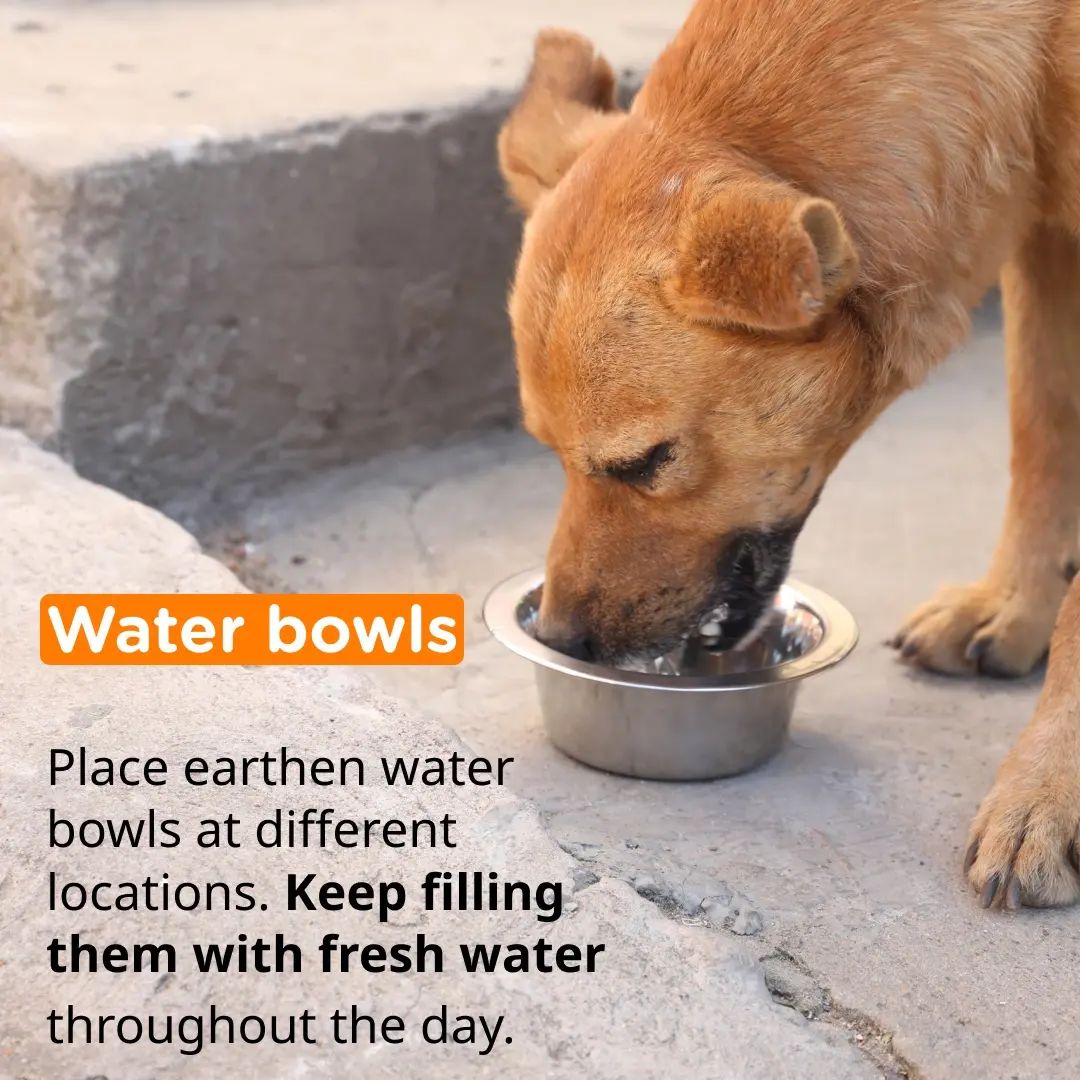 Water bowls
Place earthen water
bowls at different
locations. Keep filling
them with fresh water
throughout the day.